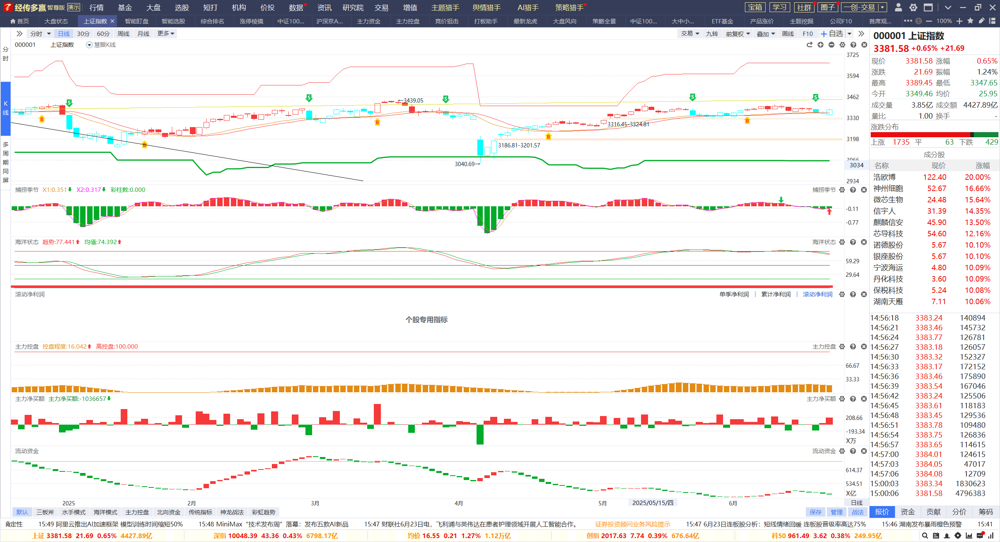 经传多赢 智尊版 演示 行情 基金 大盘 选股 短打 机构 价投 数据 资讯 研究院 交易 增值 主题猎手 舆情猎手 AI猎手 策略猎手 宝箱 学习 社群 圈子 一创-交易
首页 大盘状态 上证指数 智能盯盘 智能选股 综合排名 涨停棱镜 中证100... 沪深京A... 主力资金 主力控盘 竞价狙击 打板助手 最新龙虎 大盘风向 策略全景 中证100... 大中小... ETF基金 产品涨价 主题挖掘 公司F10 首席观... 100%
分时 日线 30分 60分 周线 月线 更多 交易 九转 前复权 叠加 画线 F10 自选
分时
K线
多周期同屏
000001 上证指数 慧眼K线
3725
3594
3462
3330
3198
3066
3034
2934
S
S
S
S
S
B
B
B
B
B
←3439.05
3316.45-3324.81
3186.81-3201.57
3040.69→
捕捞季节 X1:0.351 X2:0.317 彩柱数:0.000 捕捞季节
-0.11
-0.77
海洋状态 趋势:77.441 均值:74.392 海洋状态
59.29
29.64
滚动净利润 单季净利润 累计净利润 滚动净利润
个股专用指标
主力控盘 控盘程度:16.042 高控盘:100.000 主力控盘
66.67
33.33
主力净买额 主力净买额:-1036657 主力净买额
208.66
-193.34
X万
流动资金 流动资金
614.37
534.51
X亿
2025 2月 3月 4月 5月 2025/05/15/四 6月 日线
默认 三板斧 水手模式 海洋模式 主力控盘 北向资金 传统指标 神龙战法 彩虹趋势 保存 管理 战法
000001 上证指数
3381.58 +0.65% +21.69
现价 3381.58 涨幅 0.65%
涨跌 21.69 振幅 1.24%
最高 3389.45 最低 3347.65
今开 3349.46 均价 25.95
成交量 3.85亿 成交额 4427.89亿
量比 1.00 换手 -
涨跌分布
上涨 1735 平 63 下跌 429
成分股
名称 现价 涨幅
浩欧博 122.40 20.00%
神州细胞 52.67 16.66%
微芯生物 24.48 15.64%
信宇人 31.39 14.35%
麒麟信安 45.90 13.50%
芯导科技 54.60 12.16%
诺德股份 5.67 10.10%
银座股份 5.67 10.10%
宁波海运 4.80 10.09%
丹化科技 3.60 10.09%
保税科技 5.24 10.08%
湖南天雁 7.11 10.06%
14:56:18 3383.24 140894
14:56:21 3383.46 145732
14:56:24 3383.77 126781
14:56:27 3383.18 126057
14:56:30 3383.32 152327
14:56:33 3383.17 172152
14:56:36 3383.46 175890
14:56:39 3383.54 167046
14:56:42 3383.24 125506
14:56:45 3383.61 118183
14:56:48 3383.45 129536
14:56:51 3383.78 109480
14:56:54 3383.75 126836
14:56:57 3383.65 114615
14:57:00 3384.01 124615
14:57:03 3384.05 47017
14:57:06 3384.08 12709
15:00:03 3383.34 1830623
15:00:06 3381.58 4796383
报价 资金 贡献 分价 筹码
确定性 15:49 阿里云推出AI加速框架 模型训练时间缩短50% 15:48 MiniMax“技术发布周”落幕：发布五款AI新品 15:47 财联社6月23日电，飞利浦与英伟达在患者护理领域开展人工智能合作。 证券投资顾问业务风险提示 15:47 6月23日连板股分析：短线情绪回暖 连板股晋级率高达75% 15:46 湖南发布暴雨橙色预警 15:41
上证 3381.58 21.69 0.65% 4427.89亿 深指 10048.39 43.36 0.43% 6798.17亿 均价 16.55 0.21 1.27% 1.12万亿 创指 2017.63 7.74 0.39% 676.64亿 科50 961.49 3.62 0.38% 249.95亿